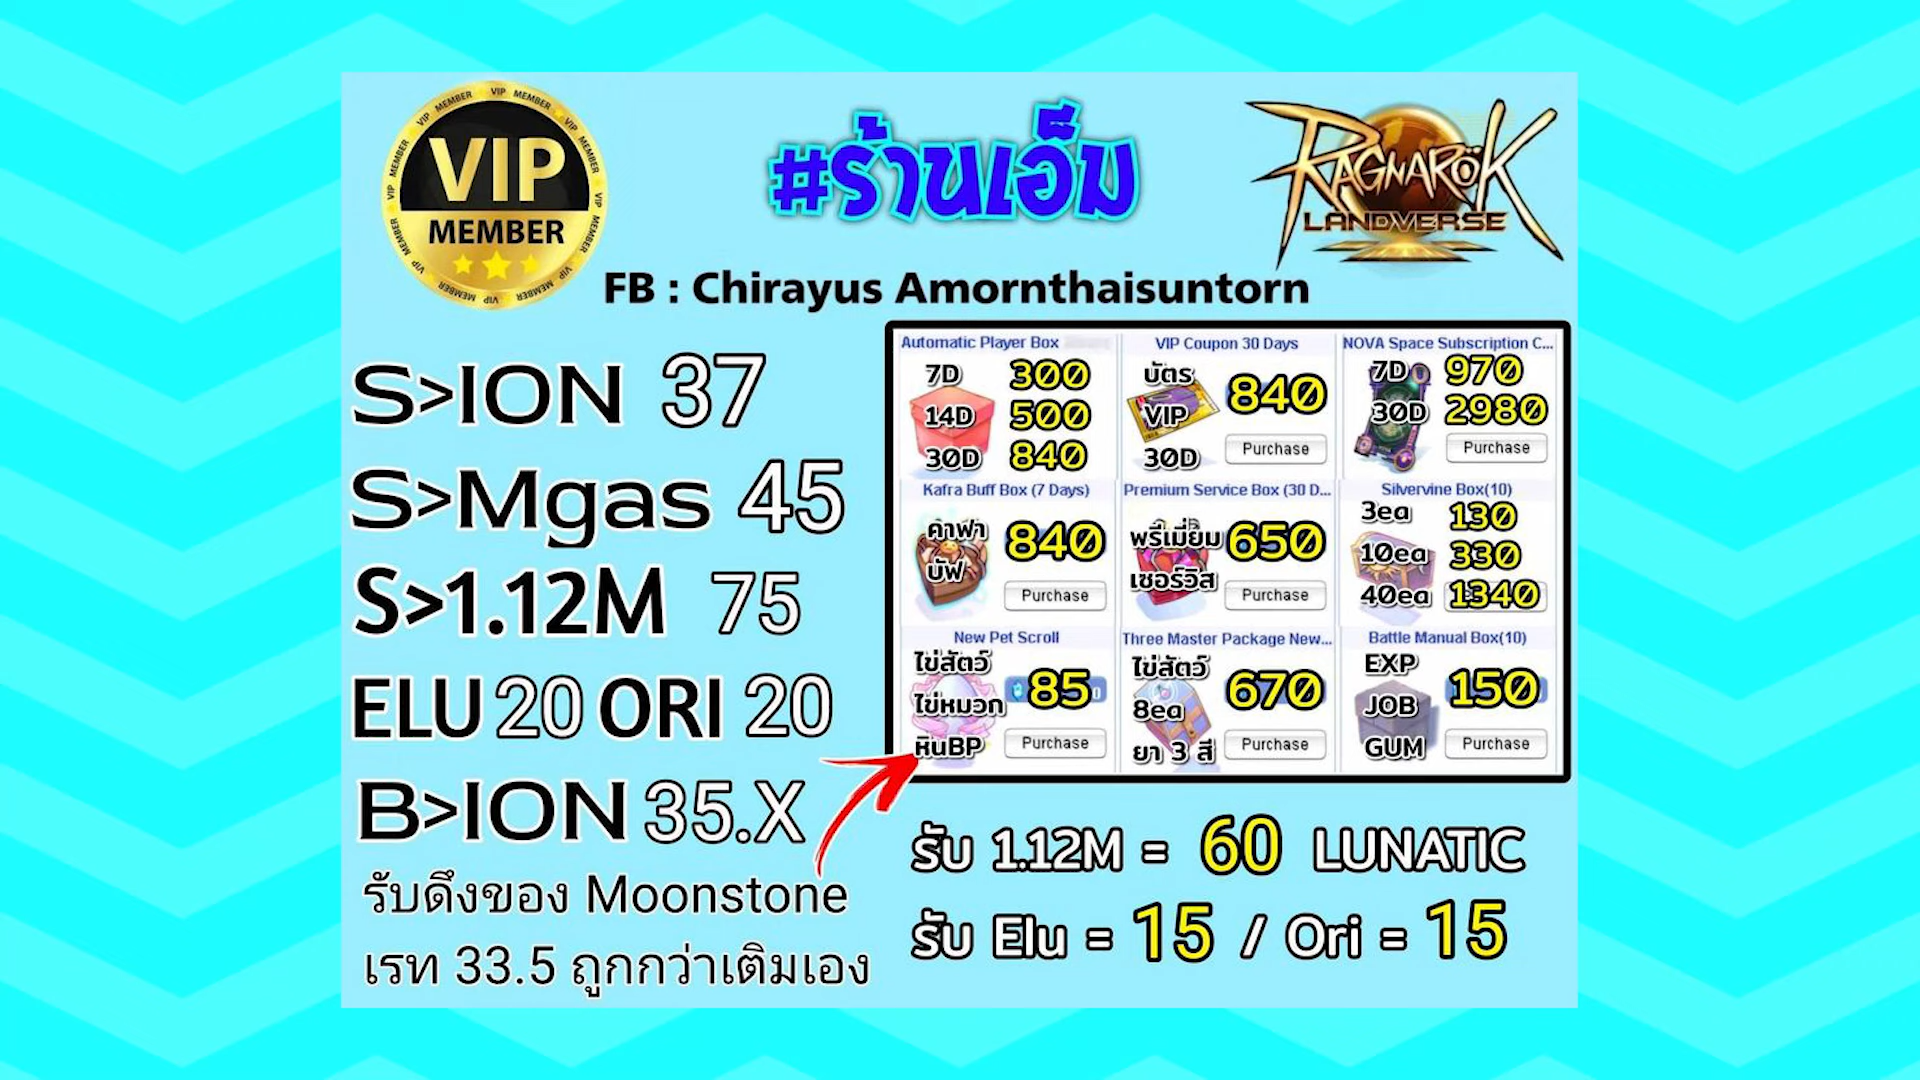 VIP
MEMBER
#ร้านเอ็ม
RAGNARÖK
LANDVERSE
FB : Chirayus Amornthaisuntorn
S>ION 37
S>Mgas 45
S>1.12M 75
ELU 20 ORI 20
B>ION 35.X
รับดึงของ Moonstone
เรท 33.5 ถูกกว่าเติมเอง
Automatic Player Box
7D 300
14D 500
30D 840
VIP Coupon 30 Days
บัตร
VIP
30D
840
Purchase
NOVA Space Subscription C...
7D 970
30D 2980
Purchase
Kafra Buff Box (7 Days)
คาฟา
บัฟ
840
Purchase
Premium Service Box (30 D...
พรีเมี่ยม
เซอร์วิส
650
Purchase
Silvervine Box(10)
3ea 130
10ea 330
40ea 1340
New Pet Scroll
ไข่สัตว์
ไข่หมวก
หินBP
85
Purchase
Three Master Package New...
ไข่สัตว์
8ea
ยา 3 สี
670
Purchase
Battle Manual Box(10)
EXP
JOB
GUM
150
Purchase
รับ 1.12M = 60 LUNATIC
รับ Elu = 15 / Ori = 15